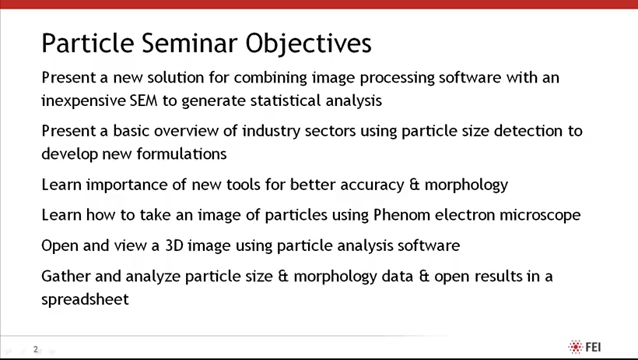 Particle Seminar Objectives
Present a new solution for combining image processing software with an
inexpensive SEM to generate statistical analysis
Present a basic overview of industry sectors using particle size detection to
develop new formulations
Learn importance of new tools for better accuracy & morphology
Learn how to take an image of particles using Phenom electron microscope
Open and view a 3D image using particle analysis software
Gather and analyze particle size & morphology data & open results in a
spreadsheet
2
FEI